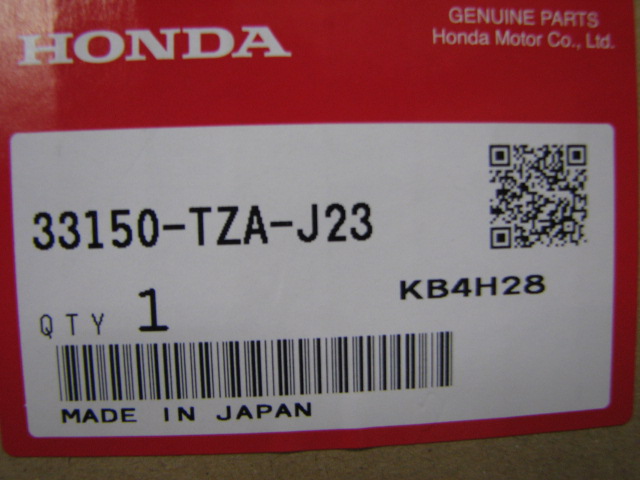 HONDA
GENUINE PARTS
Honda Motor Co., Ltd.
33150-TZA-J23
KB4H28
QTY 1
MADE IN JAPAN